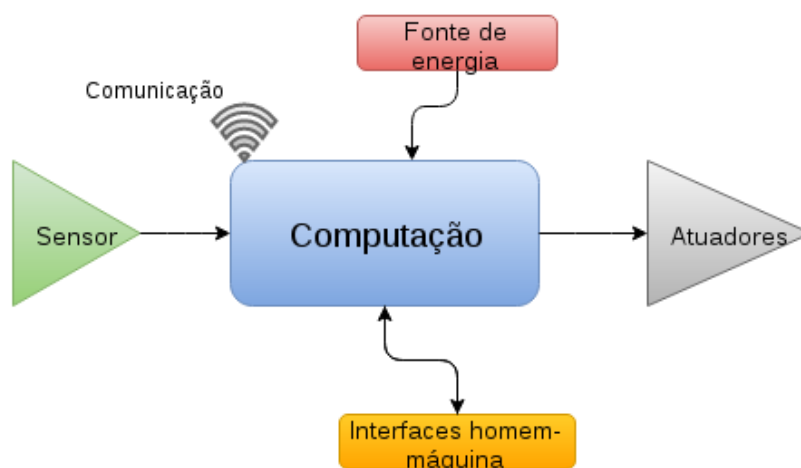 Fonte de
energia
Comunicação
Sensor
Computação
Atuadores
Interfaces homem-
máquina